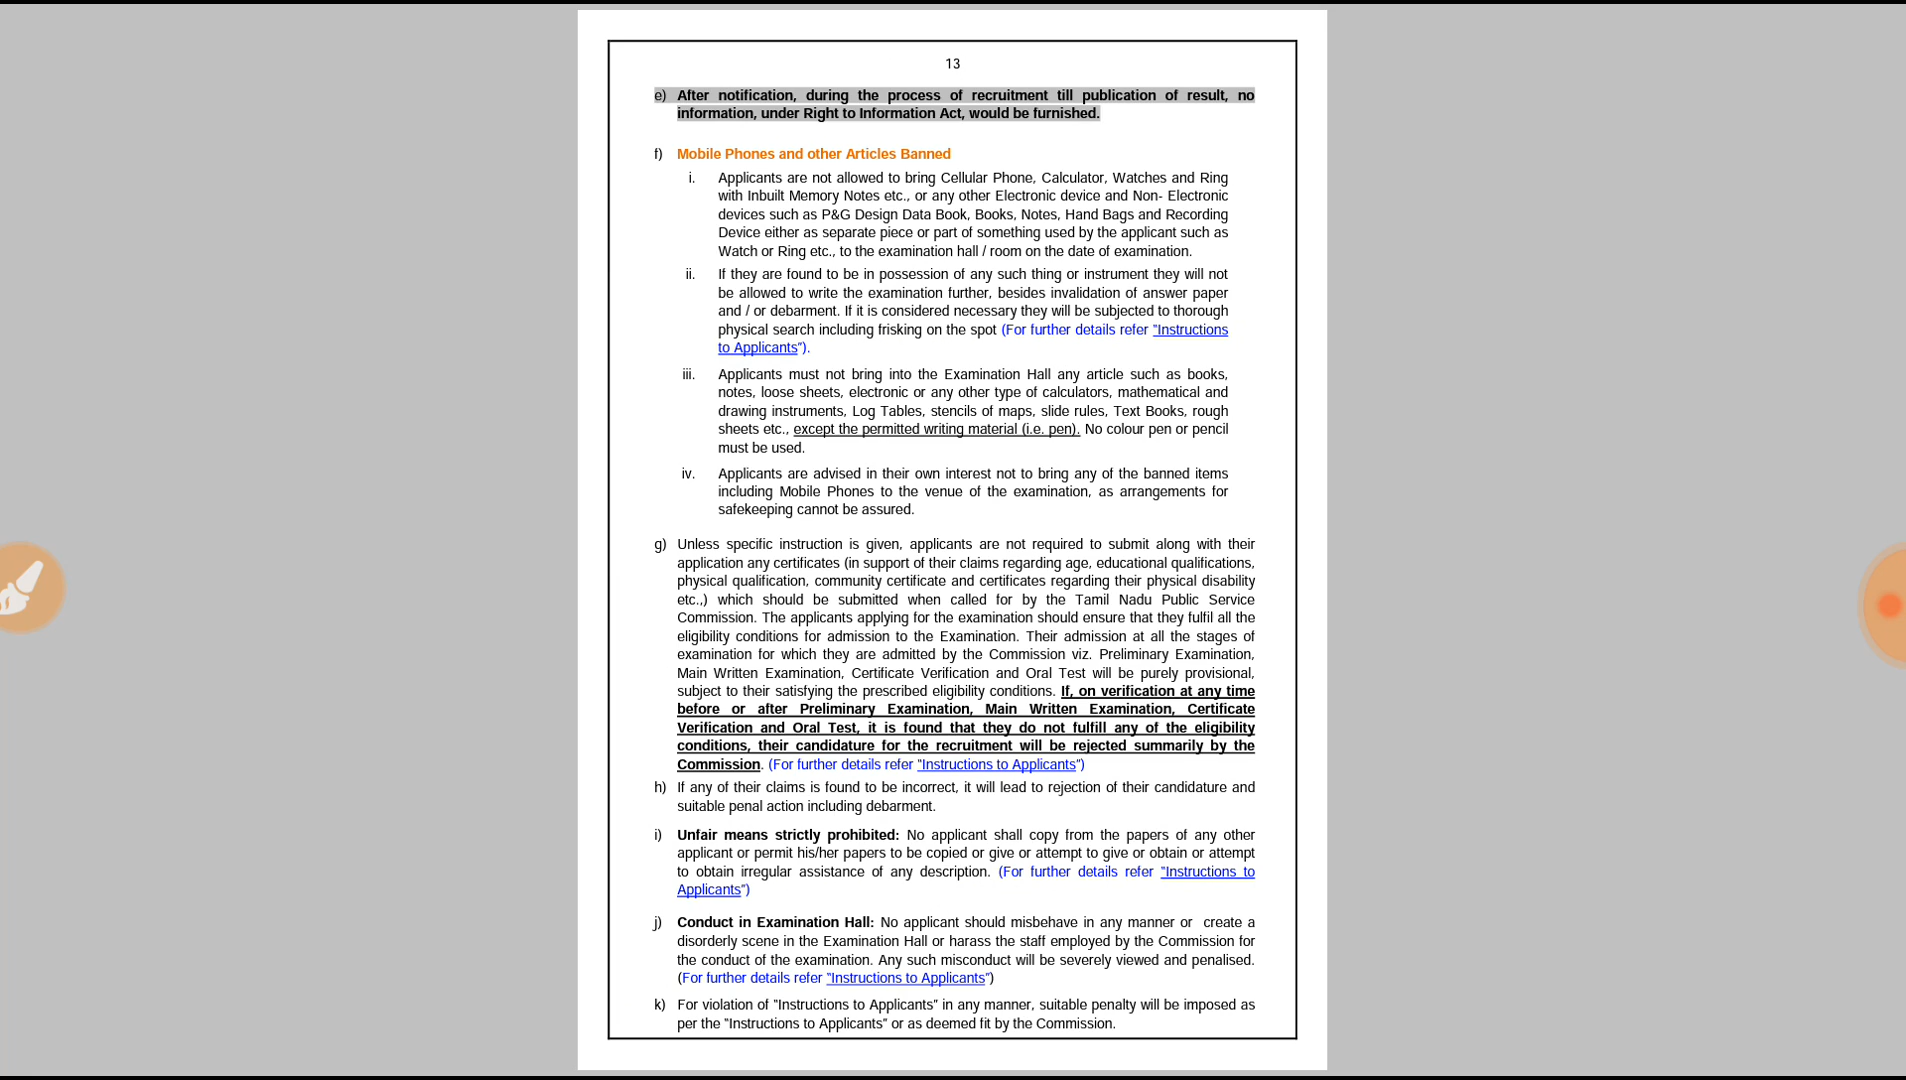 13
e) After notification, during the process of recruitment till publication of result, no
information, under Right to Information Act, would be furnished.
f) Mobile Phones and other Articles Banned
i. Applicants are not allowed to bring Cellular Phone, Calculator, Watches and Ring
with Inbuilt Memory Notes etc., or any other Electronic device and Non- Electronic
devices such as P&G Design Data Book, Books, Notes, Hand Bags and Recording
Device either as separate piece or part of something used by the applicant such as
Watch or Ring etc., to the examination hall / room on the date of examination.
ii. If they are found to be in possession of any such thing or instrument they will not
be allowed to write the examination further, besides invalidation of answer paper
and / or debarment. If it is considered necessary they will be subjected to thorough
physical search including frisking on the spot (For further details refer "Instructions
to Applicants").
iii. Applicants must not bring into the Examination Hall any article such as books,
notes, loose sheets, electronic or any other type of calculators, mathematical and
drawing instruments, Log Tables, stencils of maps, slide rules, Text Books, rough
sheets etc., except the permitted writing material (i.e. pen). No colour pen or pencil
must be used.
iv. Applicants are advised in their own interest not to bring any of the banned items
including Mobile Phones to the venue of the examination, as arrangements for
safekeeping cannot be assured.
g) Unless specific instruction is given, applicants are not required to submit along with their
application any certificates (in support of their claims regarding age, educational qualifications,
physical qualification, community certificate and certificates regarding their physical disability
etc.,) which should be submitted when called for by the Tamil Nadu Public Service
Commission. The applicants applying for the examination should ensure that they fulfil all the
eligibility conditions for admission to the Examination. Their admission at all the stages of
examination for which they are admitted by the Commission viz. Preliminary Examination,
Main Written Examination, Certificate Verification and Oral Test will be purely provisional,
subject to their satisfying the prescribed eligibility conditions. If, on verification at any time
before or after Preliminary Examination, Main Written Examination, Certificate
Verification and Oral Test, it is found that they do not fulfill any of the eligibility
conditions, their candidature for the recruitment will be rejected summarily by the
Commission. (For further details refer "Instructions to Applicants")
h) If any of their claims is found to be incorrect, it will lead to rejection of their candidature and
suitable penal action including debarment.
i) Unfair means strictly prohibited: No applicant shall copy from the papers of any other
applicant or permit his/her papers to be copied or give or attempt to give or obtain or attempt
to obtain irregular assistance of any description. (For further details refer "Instructions to
Applicants")
j) Conduct in Examination Hall: No applicant should misbehave in any manner or create a
disorderly scene in the Examination Hall or harass the staff employed by the Commission for
the conduct of the examination. Any such misconduct will be severely viewed and penalised.
(For further details refer "Instructions to Applicants")
k) For violation of "Instructions to Applicants" in any manner, suitable penalty will be imposed as
per the "Instructions to Applicants" or as deemed fit by the Commission.